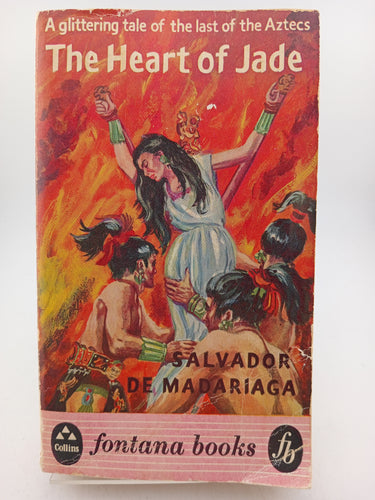 A glittering tale of the last of the Aztecs
The Heart of Jade
SALVADOR
DE MADARIAGA
Collins
fontana books
fb